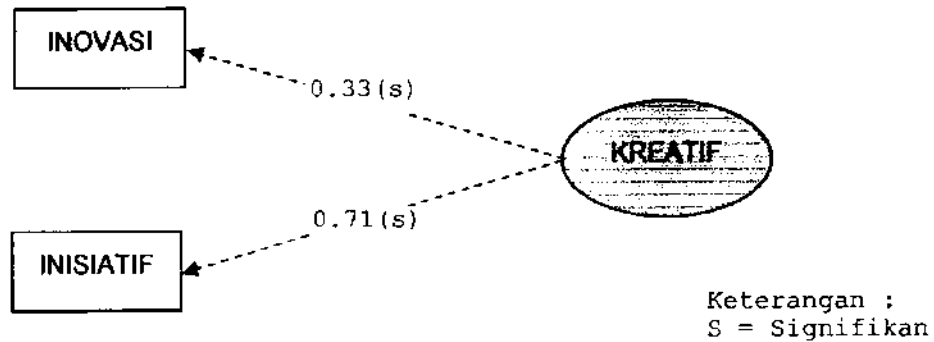 INOVASI
0.33(s)
KREATIF
0.71(s)
INISIATIF
Keterangan :
S = Signifikan